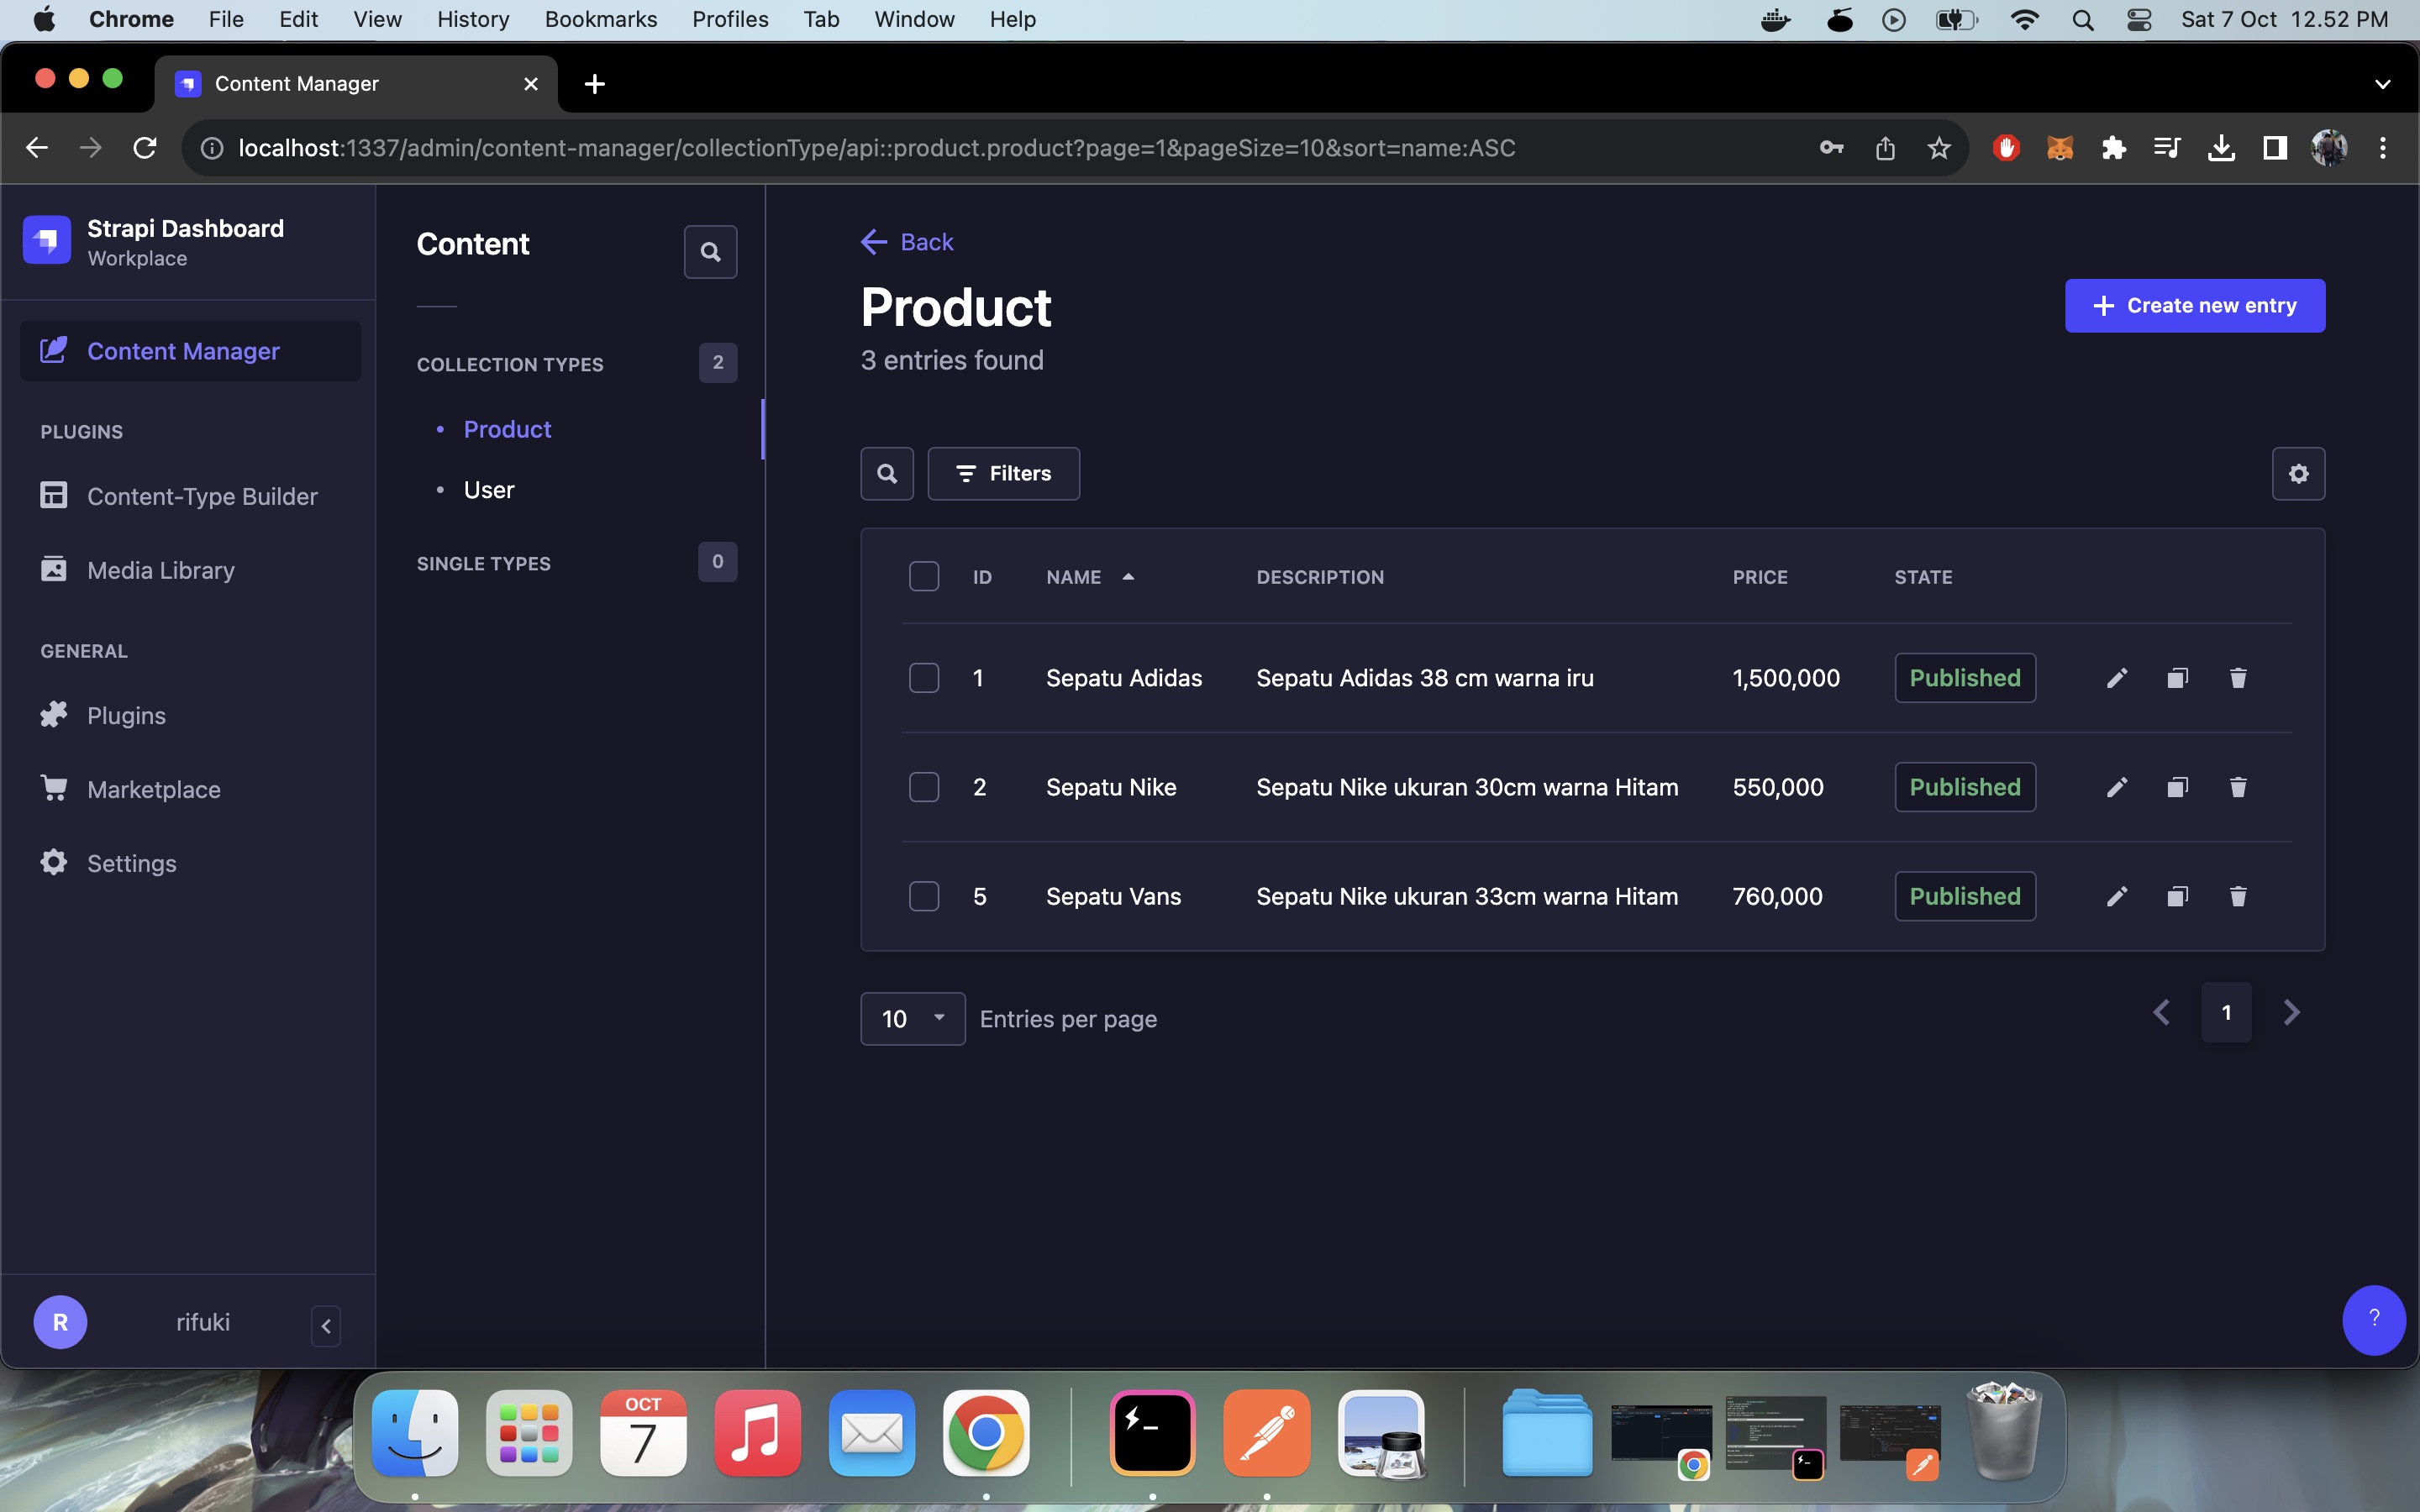 Chrome File Edit View History Bookmarks Profiles Tab Window Help Sat 7 Oct 12.52 PM
Content Manager
localhost:1337/admin/content-manager/collectionType/api::product.product?page=1&pageSize=10&sort=name:ASC
Strapi Dashboard
Workplace
Content Manager
PLUGINS
Content-Type Builder
Media Library
GENERAL
Plugins
Marketplace
Settings
R rifuki
Content
COLLECTION TYPES 2
Product
User
SINGLE TYPES 0
Back
Product
3 entries found
Create new entry
Filters
ID NAME DESCRIPTION PRICE STATE
1 Sepatu Adidas Sepatu Adidas 38 cm warna iru 1,500,000 Published
2 Sepatu Nike Sepatu Nike ukuran 30cm warna Hitam 550,000 Published
5 Sepatu Vans Sepatu Nike ukuran 33cm warna Hitam 760,000 Published
10 Entries per page
1
?
OCT
7